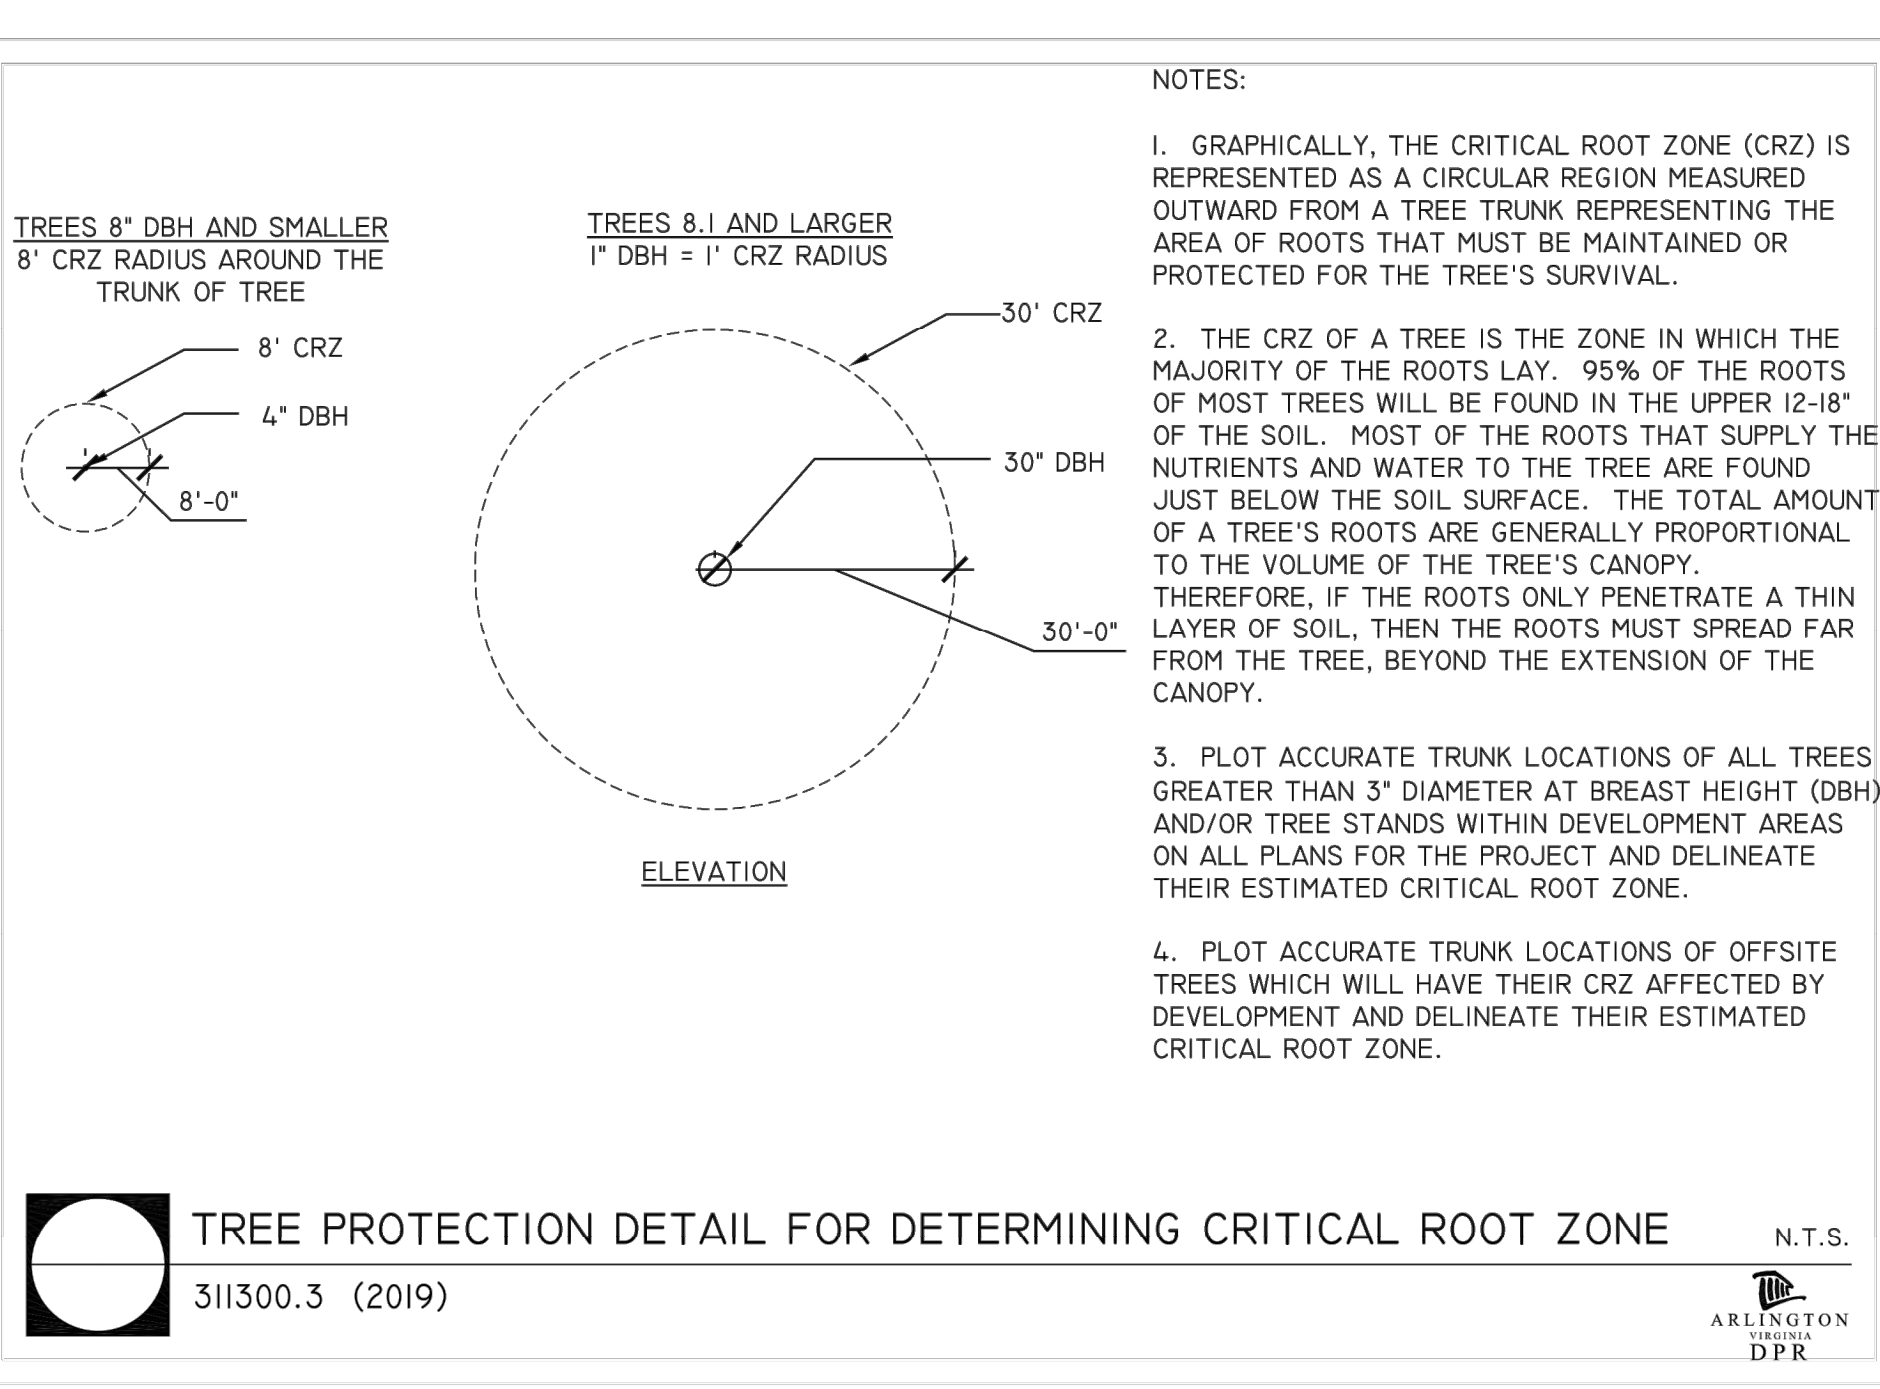 TREES 8" DBH AND SMALLER
8' CRZ RADIUS AROUND THE
TRUNK OF TREE
8' CRZ
4" DBH
8'-0"
TREES 8.1 AND LARGER
1" DBH = 1' CRZ RADIUS
30' CRZ
30" DBH
30'-0"
ELEVATION
NOTES:
1. GRAPHICALLY, THE CRITICAL ROOT ZONE (CRZ) IS
REPRESENTED AS A CIRCULAR REGION MEASURED
OUTWARD FROM A TREE TRUNK REPRESENTING THE
AREA OF ROOTS THAT MUST BE MAINTAINED OR
PROTECTED FOR THE TREE'S SURVIVAL.
2. THE CRZ OF A TREE IS THE ZONE IN WHICH THE
MAJORITY OF THE ROOTS LAY. 95% OF THE ROOTS
OF MOST TREES WILL BE FOUND IN THE UPPER 12-18"
OF THE SOIL. MOST OF THE ROOTS THAT SUPPLY THE
NUTRIENTS AND WATER TO THE TREE ARE FOUND
JUST BELOW THE SOIL SURFACE. THE TOTAL AMOUNT
OF A TREE'S ROOTS ARE GENERALLY PROPORTIONAL
TO THE VOLUME OF THE TREE'S CANOPY.
THEREFORE, IF THE ROOTS ONLY PENETRATE A THIN
LAYER OF SOIL, THEN THE ROOTS MUST SPREAD FAR
FROM THE TREE, BEYOND THE EXTENSION OF THE
CANOPY.
3. PLOT ACCURATE TRUNK LOCATIONS OF ALL TREES
GREATER THAN 3" DIAMETER AT BREAST HEIGHT (DBH)
AND/OR TREE STANDS WITHIN DEVELOPMENT AREAS
ON ALL PLANS FOR THE PROJECT AND DELINEATE
THEIR ESTIMATED CRITICAL ROOT ZONE.
4. PLOT ACCURATE TRUNK LOCATIONS OF OFFSITE
TREES WHICH WILL HAVE THEIR CRZ AFFECTED BY
DEVELOPMENT AND DELINEATE THEIR ESTIMATED
CRITICAL ROOT ZONE.
TREE PROTECTION DETAIL FOR DETERMINING CRITICAL ROOT ZONE
N.T.S.
311300.3 (2019)
ARLINGTON
VIRGINIA
DPR